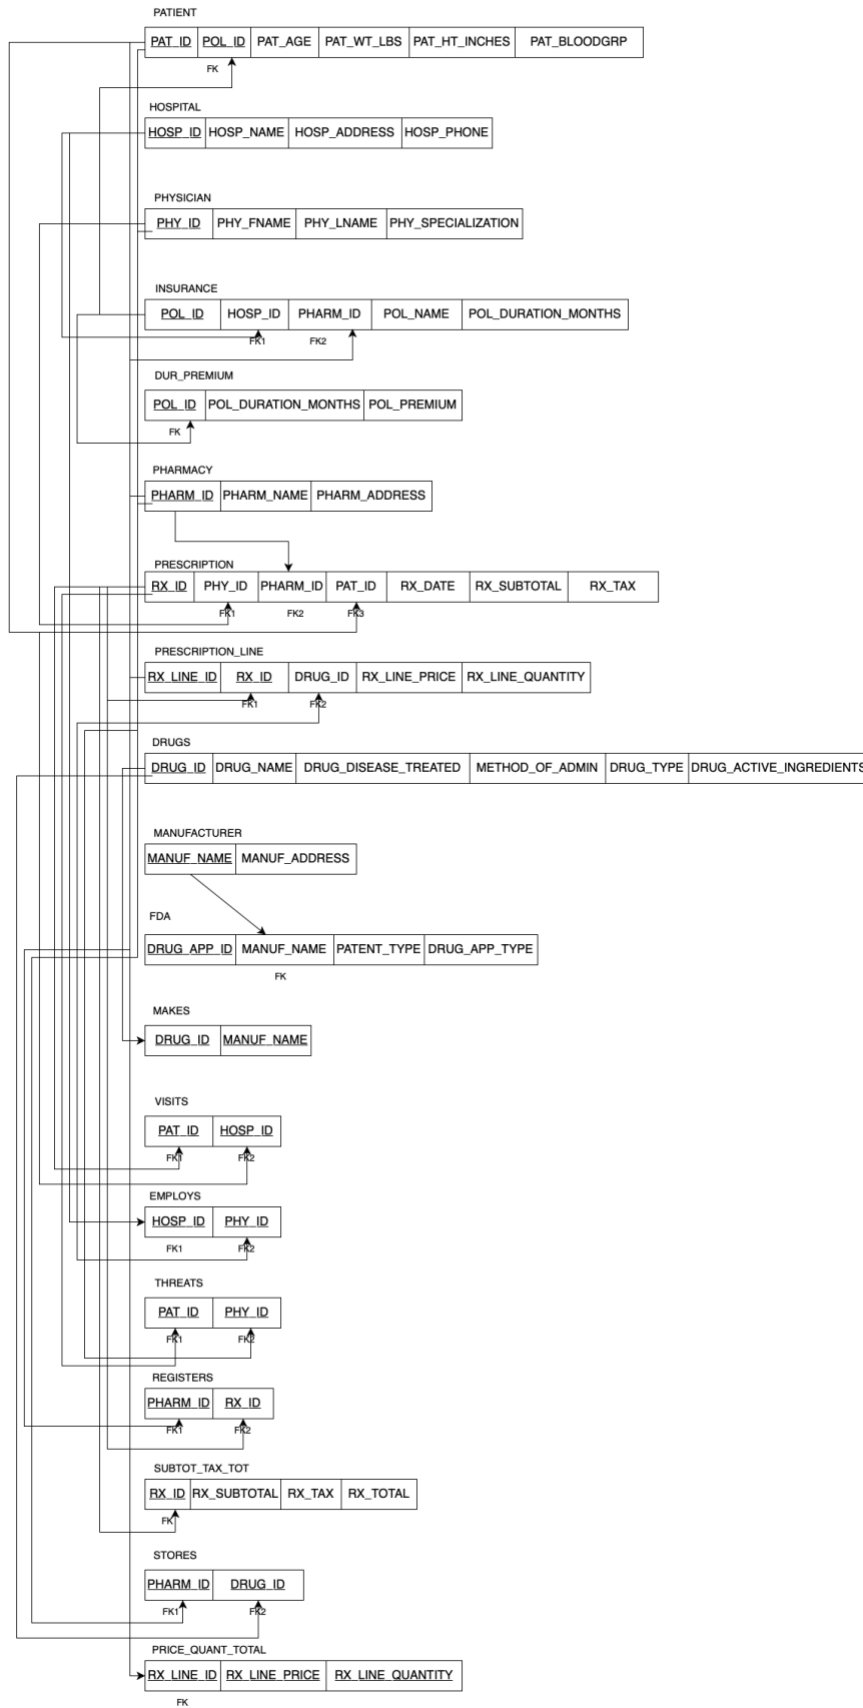 PATIENT
PAT_ID POL_ID PAT_AGE PAT_WT_LBS PAT_HT_INCHES PAT_BLOODGRP
FK
HOSPITAL
HOSP_ID HOSP_NAME HOSP_ADDRESS HOSP_PHONE
PHYSICIAN
PHY_ID PHY_FNAME PHY_LNAME PHY_SPECIALIZATION
INSURANCE
POL_ID HOSP_ID PHARM_ID POL_NAME POL_DURATION_MONTHS
FK1 FK2
DUR_PREMIUM
POL_ID POL_DURATION_MONTHS POL_PREMIUM
FK
PHARMACY
PHARM_ID PHARM_NAME PHARM_ADDRESS
PRESCRIPTION
RX_ID PHY_ID PHARM_ID PAT_ID RX_DATE RX_SUBTOTAL RX_TAX
FK1 FK2 FK3
PRESCRIPTION_LINE
RX_LINE_ID RX_ID DRUG_ID RX_LINE_PRICE RX_LINE_QUANTITY
FK1 FK2
DRUGS
DRUG_ID DRUG_NAME DRUG_DISEASE_TREATED METHOD_OF_ADMIN DRUG_TYPE DRUG_ACTIVE_INGREDIENTS
MANUFACTURER
MANUF_NAME MANUF_ADDRESS
FDA
DRUG_APP_ID MANUF_NAME PATENT_TYPE DRUG_APP_TYPE
FK
MAKES
DRUG_ID MANUF_NAME
VISITS
PAT_ID HOSP_ID
FK1 FK2
EMPLOYS
HOSP_ID PHY_ID
FK1 FK2
THREATS
PAT_ID PHY_ID
FK1 FK2
REGISTERS
PHARM_ID RX_ID
FK1 FK2
SUBTOT_TAX_TOT
RX_ID RX_SUBTOTAL RX_TAX RX_TOTAL
FK
STORES
PHARM_ID DRUG_ID
FK1 FK2
PRICE_QUANT_TOTAL
RX_LINE_ID RX_LINE_PRICE RX_LINE_QUANTITY
FK